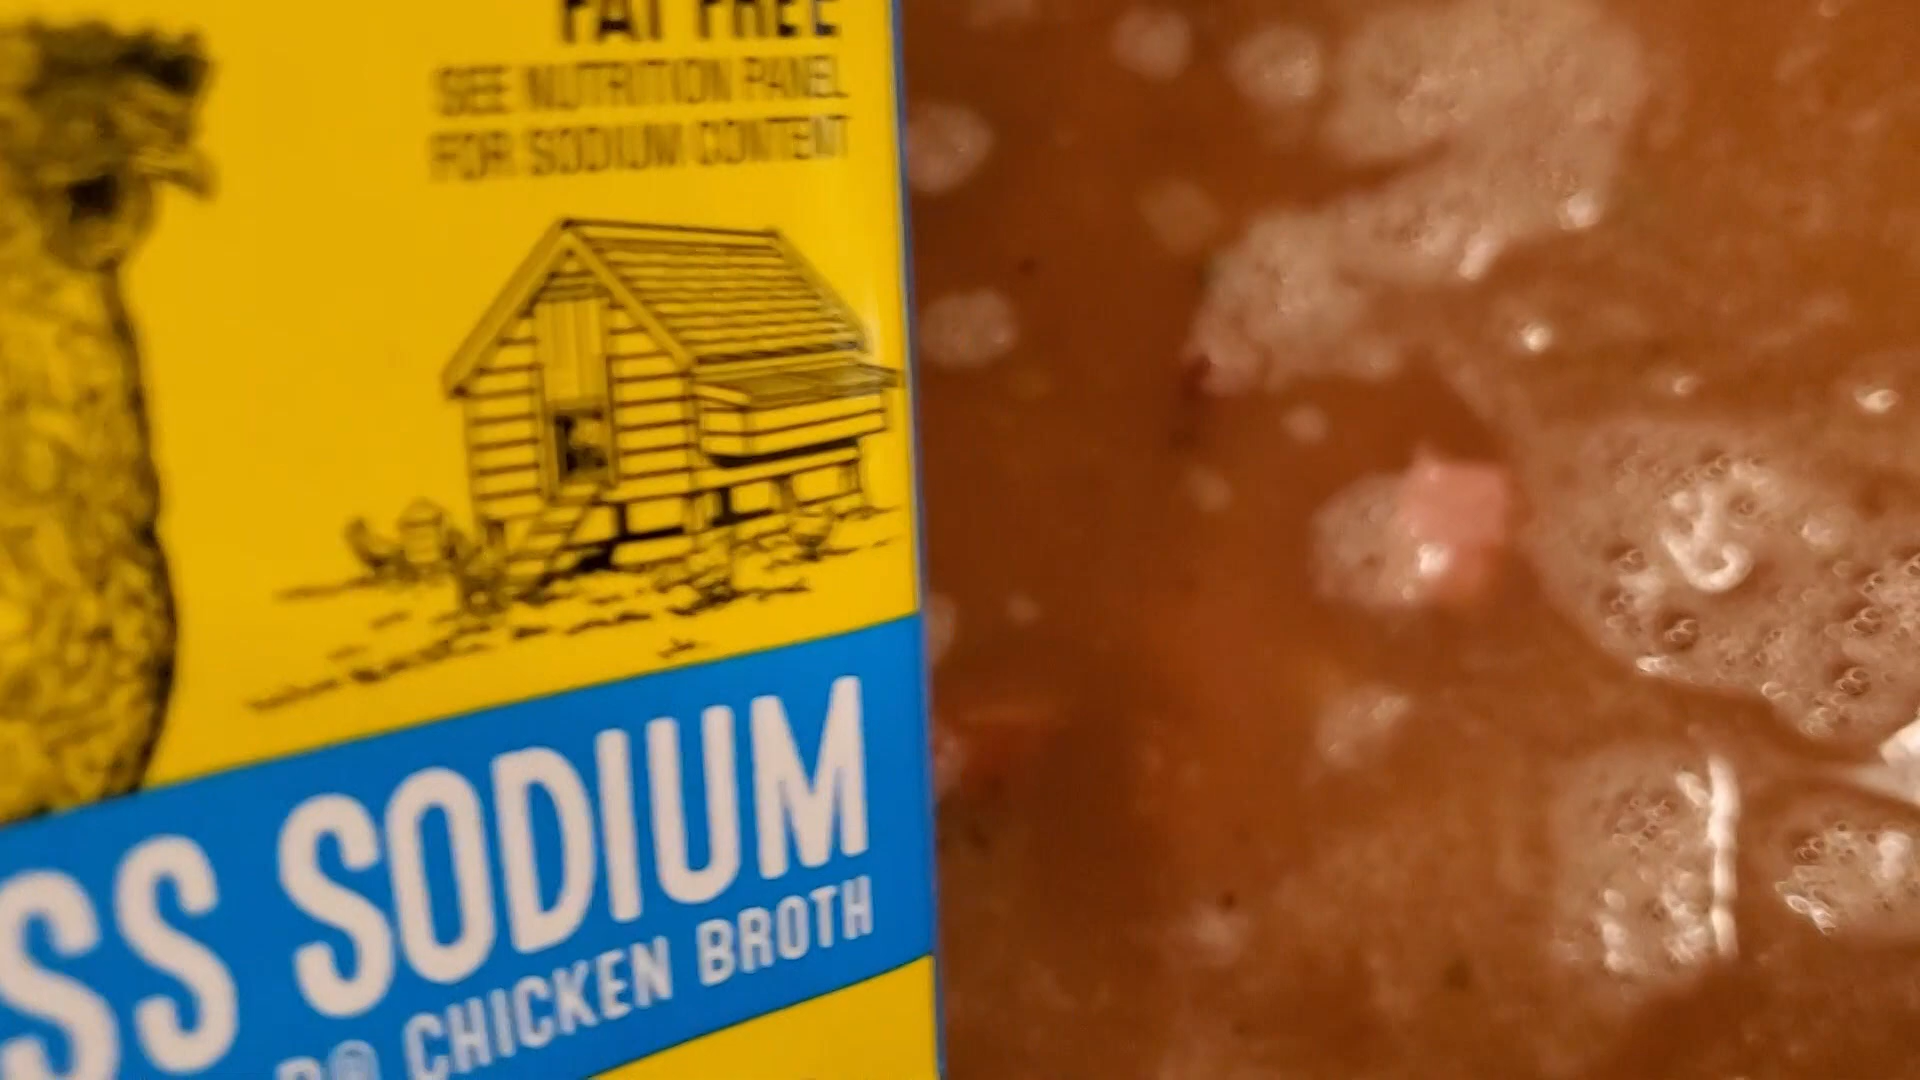 FAT FREE
SEE NUTRITION PANEL
FOR SODIUM CONTENT
SS SODIUM
CHICKEN BROTH